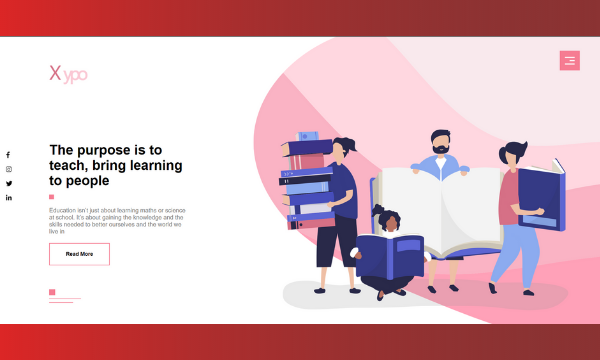 X ypo
The purpose is to
teach, bring learning
to people
Education isn't just about learning maths or science
at school. It's about gaining the knowledge and the
skills needed to better ourselves and the world we
live in
Read More